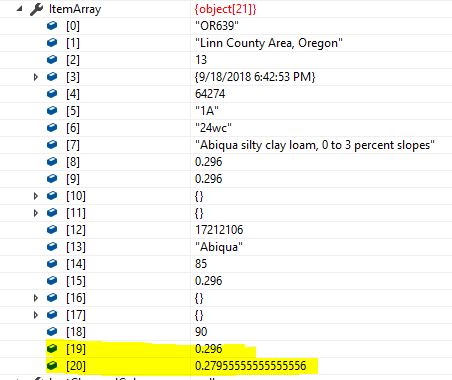 ItemArray {object[21]}
[0] "OR639"
[1] "Linn County Area, Oregon"
[2] 13
[3] {9/18/2018 6:42:53 PM}
[4] 64274
[5] "1A"
[6] "24wc"
[7] "Abiqua silty clay loam, 0 to 3 percent slopes"
[8] 0.296
[9] 0.296
[10] {}
[11] {}
[12] 17212106
[13] "Abiqua"
[14] 85
[15] 0.296
[16] {}
[17] {}
[18] 90
[19] 0.296
[20] 0.27955555555555556